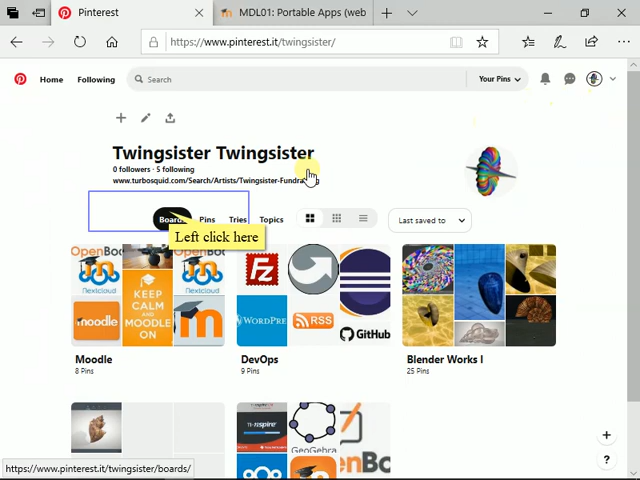 Pinterest
MDL01: Portable Apps (web
https://www.pinterest.it/twingsister/
Home
Following
Search
Your Pins
Twingsister Twingsister
0 followers · 5 following
www.turbosquid.com/Search/Artists/Twingsister-Fundra
Boards
Pins
Tries
Topics
Last saved to
Left click here
OpenBo
OpenBo
Nextcloud
Nextcloud
moodle
KEEP
CALM
AND
MOODLE
ON
m
FZ
WORDPRE
RSS
GitHub
Moodle
8 Pins
DevOps
9 Pins
Blender Works I
25 Pins
TI-nspire
GeoGebra
enBo
https://www.pinterest.it/twingsister/boards/